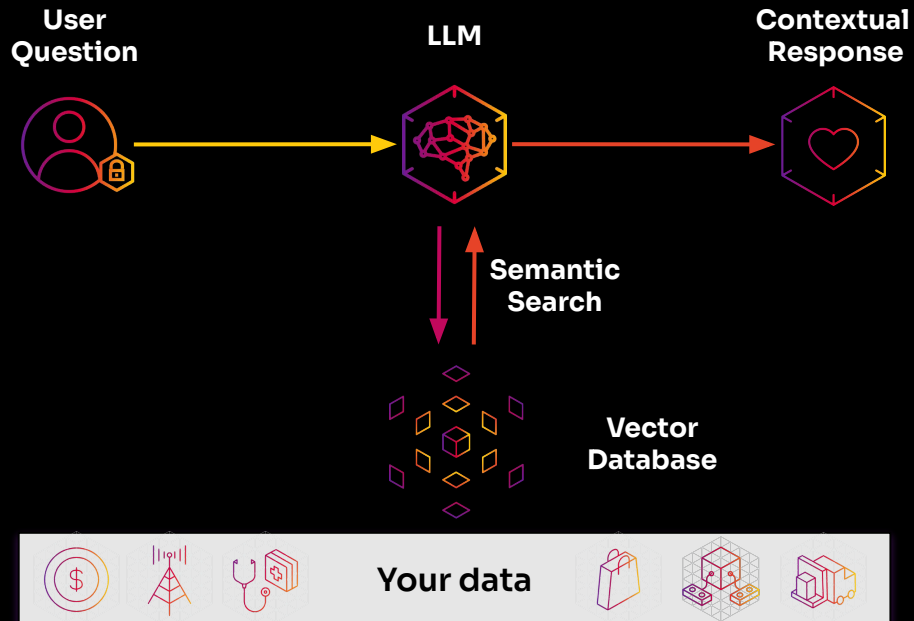 User
Question
LLM
Contextual
Response
Semantic
Search
Vector
Database
$
Your data